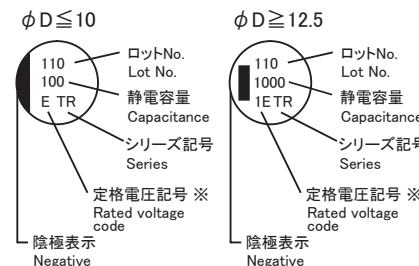 φD≦10
110
100
E TR
ロットNo.
Lot No.
静電容量
Capacitance
シリーズ記号
Series
定格電圧記号 ※
Rated voltage
code
陰極表示
Negative
φD≧12.5
110
1000
1E TR
ロットNo.
Lot No.
静電容量
Capacitance
シリーズ記号
Series
定格電圧記号 ※
Rated voltage
code
陰極表示
Negative